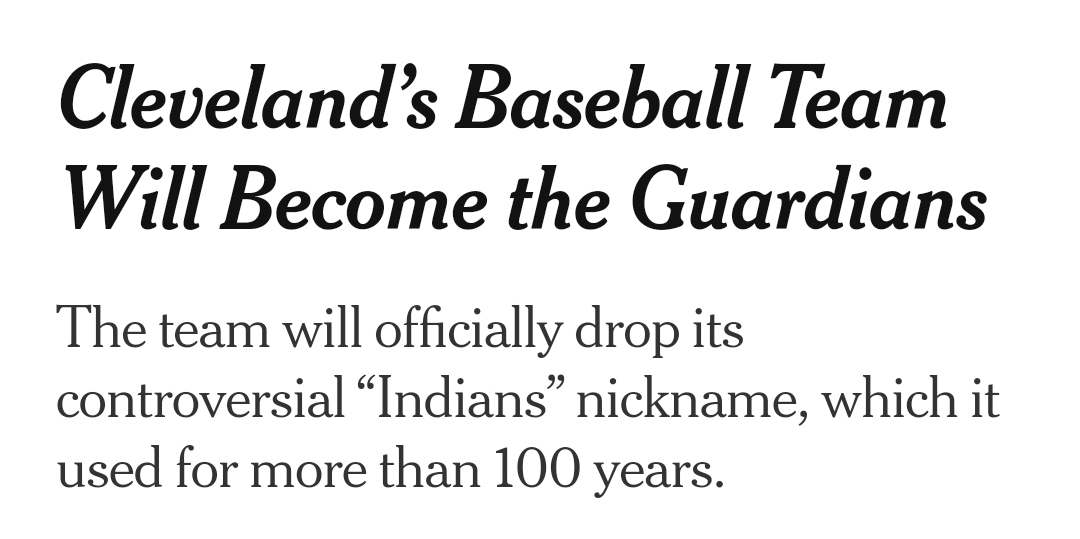 Cleveland’s Baseball Team
Will Become the Guardians
The team will officially drop its
controversial “Indians” nickname, which it
used for more than 100 years.